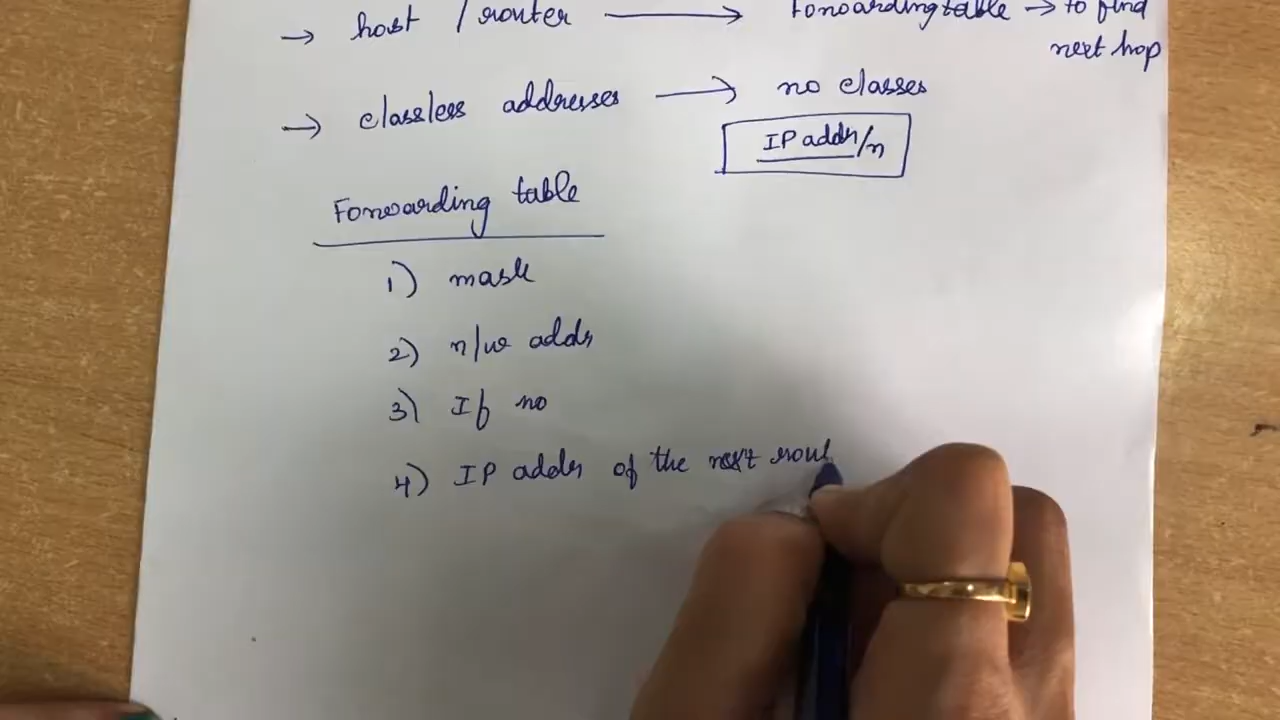 → host / router → Forwarding table → to find
next hop
→ classless addresses → no classes
IP addr/n
Forwarding table
1) mask
2) n/w addr
3) If no
4) IP addr of the next rout